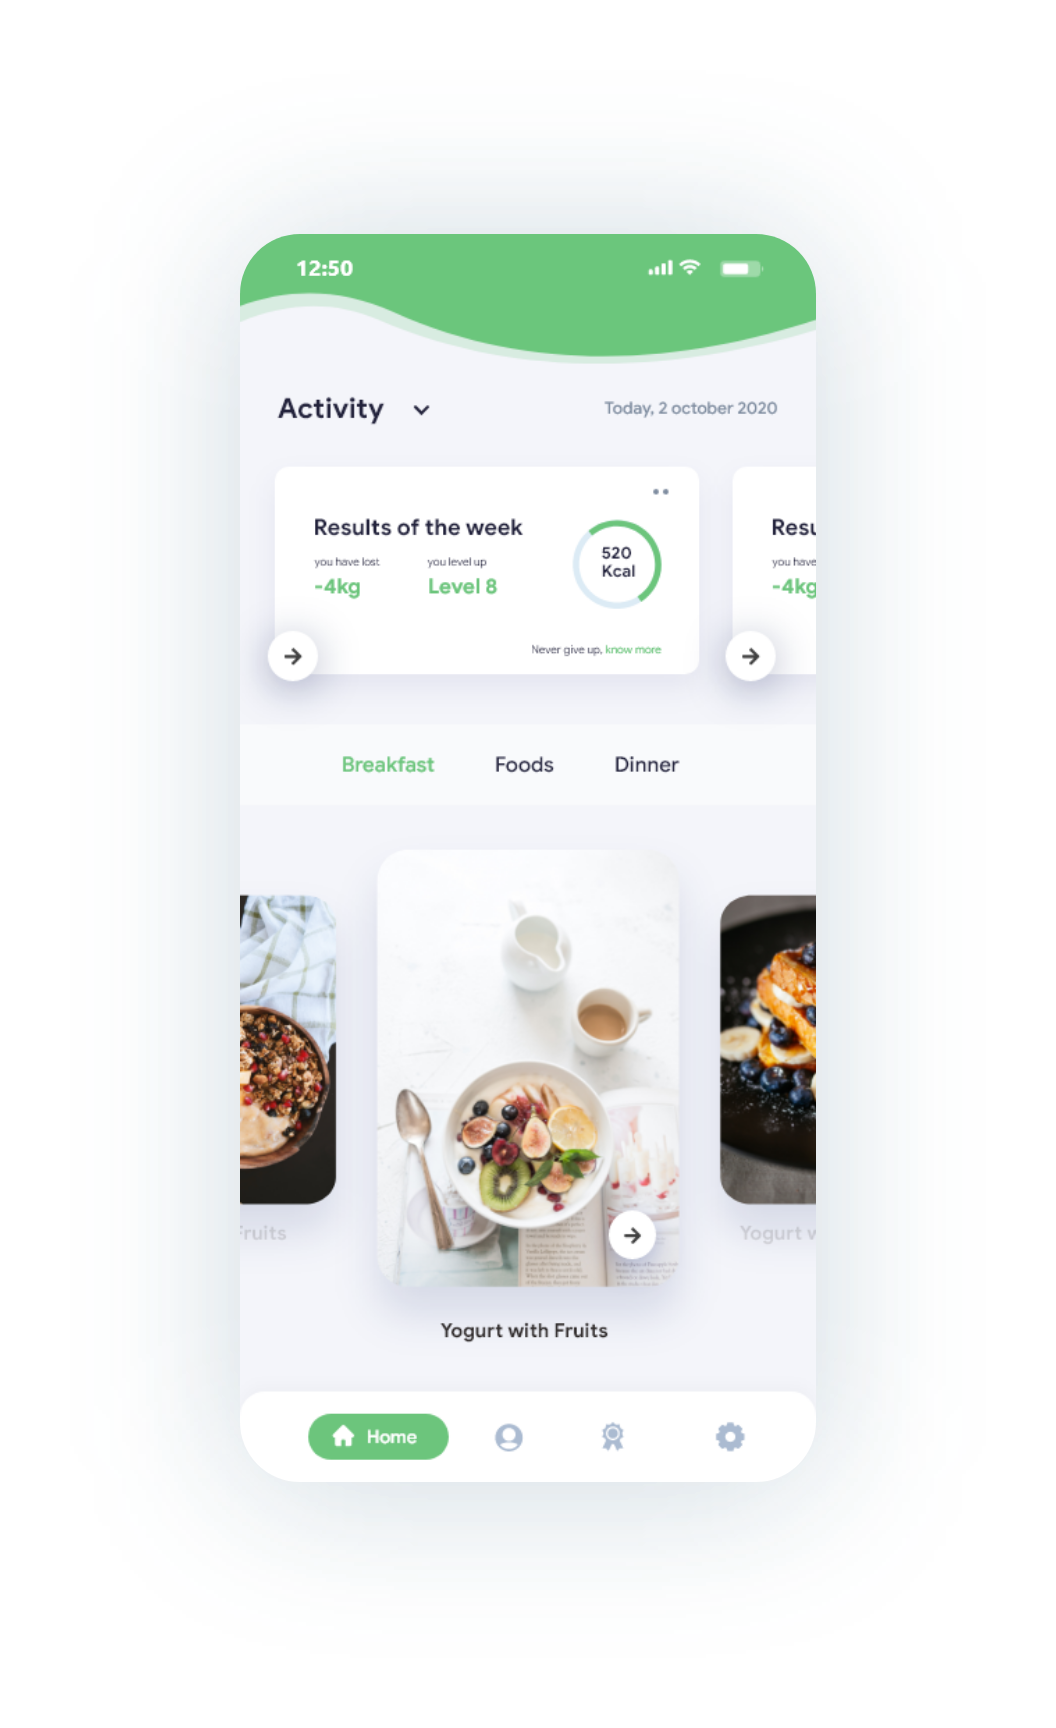 12:50
Activity
Today, 2 october 2020
Results of the week
you have lost
-4kg
you level up
Level 8
520
Kcal
Never give up, know more
Resu
you have
-4kg
Breakfast
Foods
Dinner
Fruits
Yogurt w
Yogurt with Fruits
Home